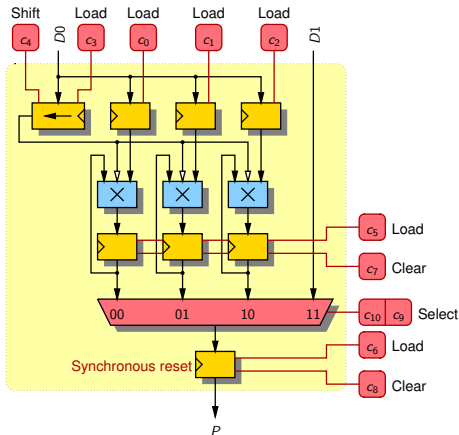 Shift Load Load Load Load
c4 D0 c3 c0 c1 c2 D1
× × ×
c5 Load
c7 Clear
00 01 10 11 c10 c9 Select
c6 Load
Synchronous reset
c8 Clear
P